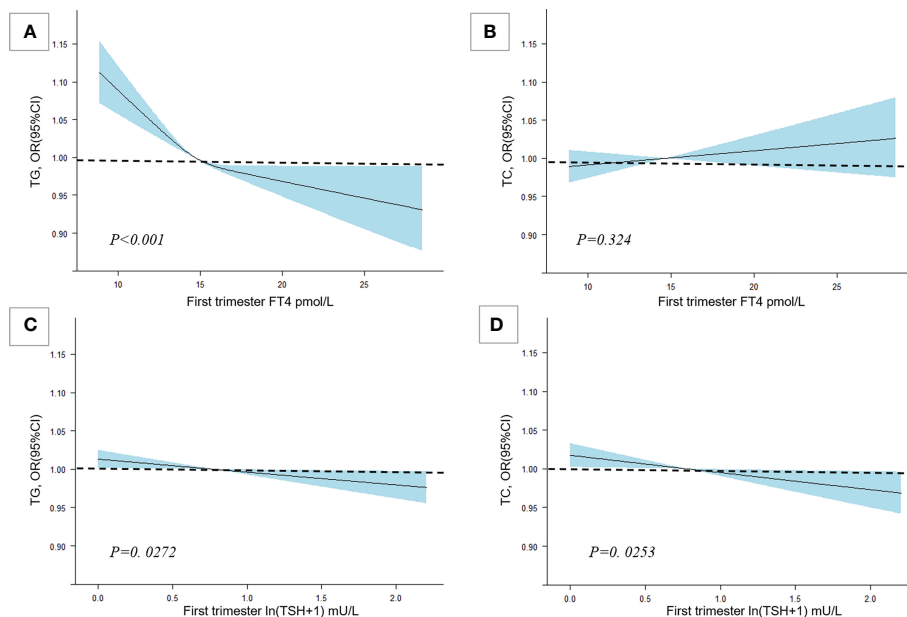 A
TG, OR(95%CI)
1.15
1.10
1.05
1.00
0.95
0.90
P<0.001
10 15 20 25
First trimester FT4 pmol/L
B
TC, OR(95%CI)
1.15
1.10
1.05
1.00
0.95
0.90
P=0.324
10 15 20 25
First trimester FT4 pmol/L
C
TG, OR(95%CI)
1.15
1.10
1.05
1.00
0.95
0.90
P=0. 0272
0.0 0.5 1.0 1.5 2.0
First trimester ln(TSH+1) mU/L
D
TC, OR(95%CI)
1.15
1.10
1.05
1.00
0.95
0.90
P=0. 0253
0.0 0.5 1.0 1.5 2.0
First trimester ln(TSH+1) mU/L